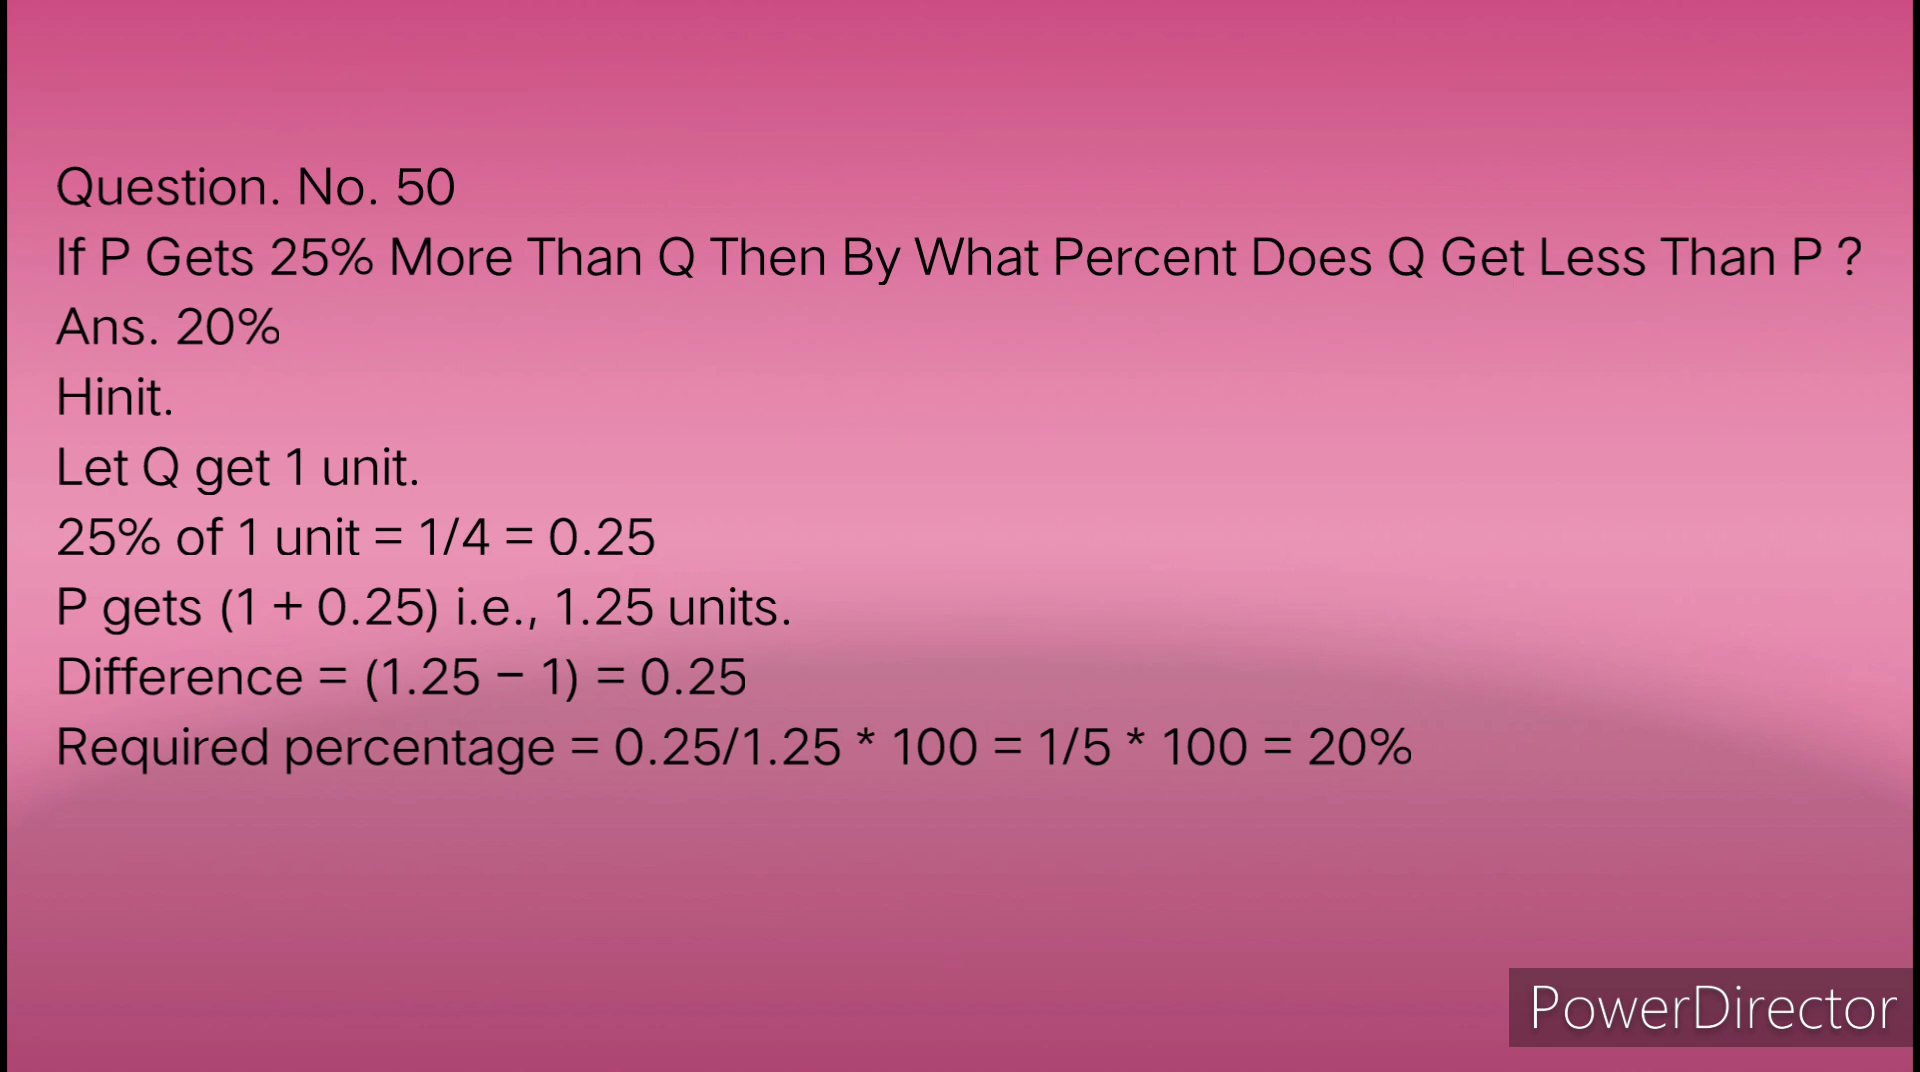 Question. No. 50
If P Gets 25% More Than Q Then By What Percent Does Q Get Less Than P ?
Ans. 20%
Hinit.
Let Q get 1 unit.
25% of 1 unit = 1/4 = 0.25
P gets (1 + 0.25) i.e., 1.25 units.
Difference = (1.25 − 1) = 0.25
Required percentage = 0.25/1.25 * 100 = 1/5 * 100 = 20%
PowerDirector